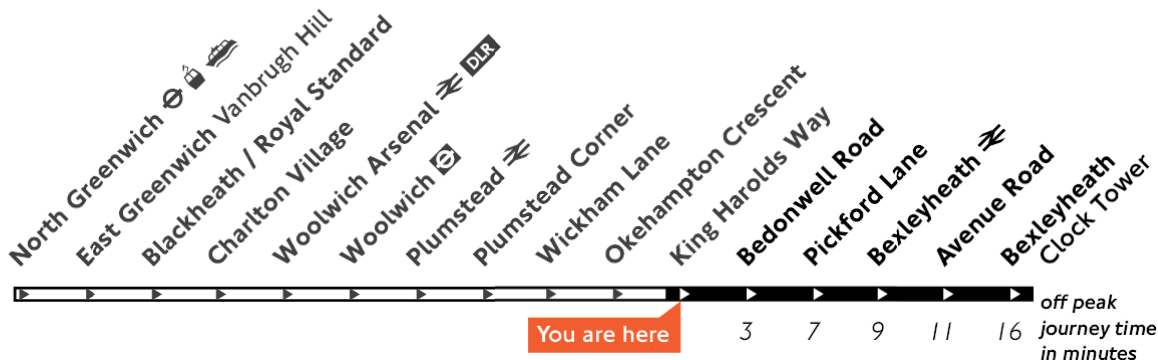 North Greenwich
East Greenwich Vanbrugh Hill
Blackheath / Royal Standard
Charlton Village
Woolwich Arsenal DLR
Woolwich
Plumstead
Plumstead Corner
Wickham Lane
Okehampton Crescent
King Harolds Way
Bedonwell Road
Pickford Lane
Bexleyheath
Avenue Road
Bexleyheath
Clock Tower
You are here
3 7 9 11 16
off peak
journey time
in minutes